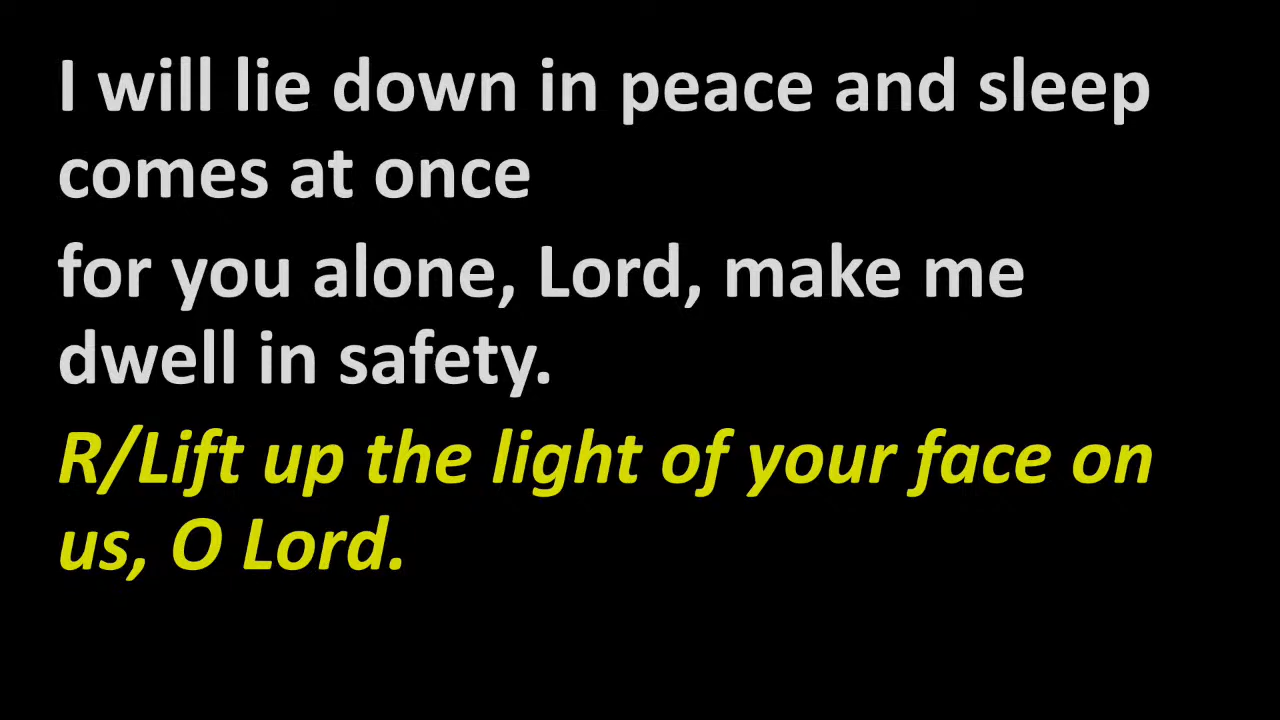 I will lie down in peace and sleep
comes at once
for you alone, Lord, make me
dwell in safety.
R/Lift up the light of your face on
us, O Lord.